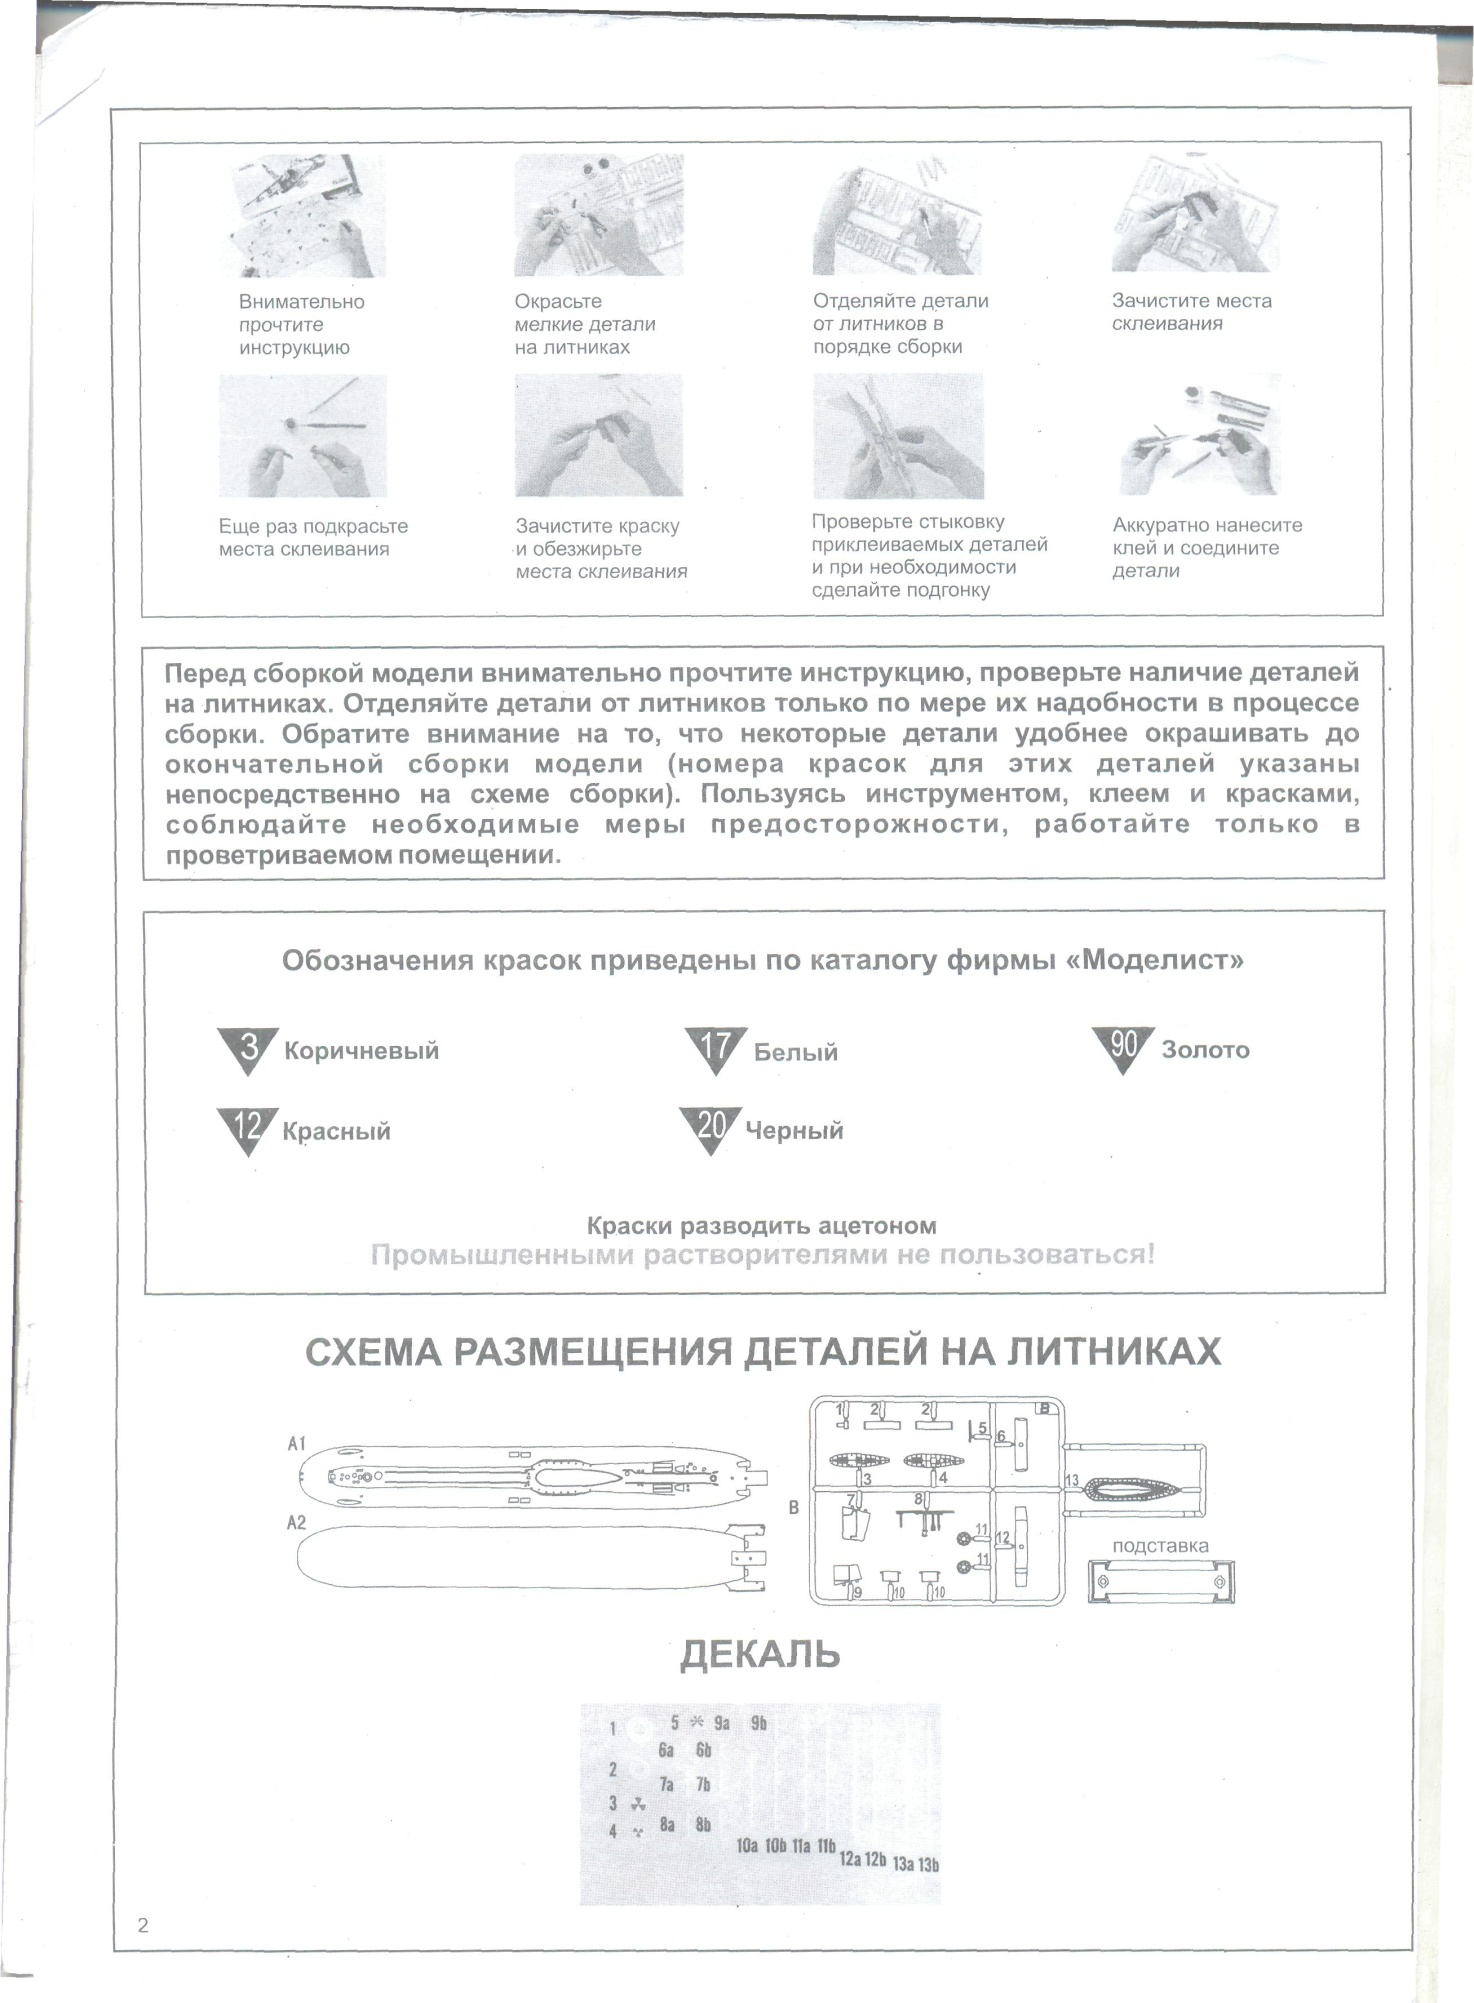 Внимательно
прочтите
инструкцию
Окрасьте
мелкие детали
на литниках
Отделяйте детали
от литников в
порядке сборки
Зачистите места
склеивания
Еще раз подкрасьте
места склеивания
Зачистите краску
и обезжирьте
места склеивания
Проверьте стыковку
приклеиваемых деталей
и при необходимости
сделайте подгонку
Аккуратно нанесите
клей и соедините
детали
Перед сборкой модели внимательно прочтите инструкцию, проверьте наличие деталей
на литниках. Отделяйте детали от литников только по мере их надобности в процессе
сборки. Обратите внимание на то, что некоторые детали удобнее окрашивать до
окончательной сборки модели (номера красок для этих деталей указаны
непосредственно на схеме сборки). Пользуясь инструментом, клеем и красками,
соблюдайте необходимые меры предосторожности, работайте только в
проветриваемом помещении.
Обозначения красок приведены по каталогу фирмы «Моделист»
3 Коричневый
17 Белый
90 Золото
12 Красный
20 Черный
Краски разводить ацетоном
Промышленными растворителями не пользоваться!
СХЕМА РАЗМЕЩЕНИЯ ДЕТАЛЕЙ НА ЛИТНИКАХ
A1
A2
B
1 2 2 B
5 6
3 4 13
7 8
11 12
11
9 10 10
подставка
ДЕКАЛЬ
1 5 9a 9b
6a 6b
2
7a 7b
3
4 8a 8b
10a 10b 11a 11b
12a 12b 13a 13b
2